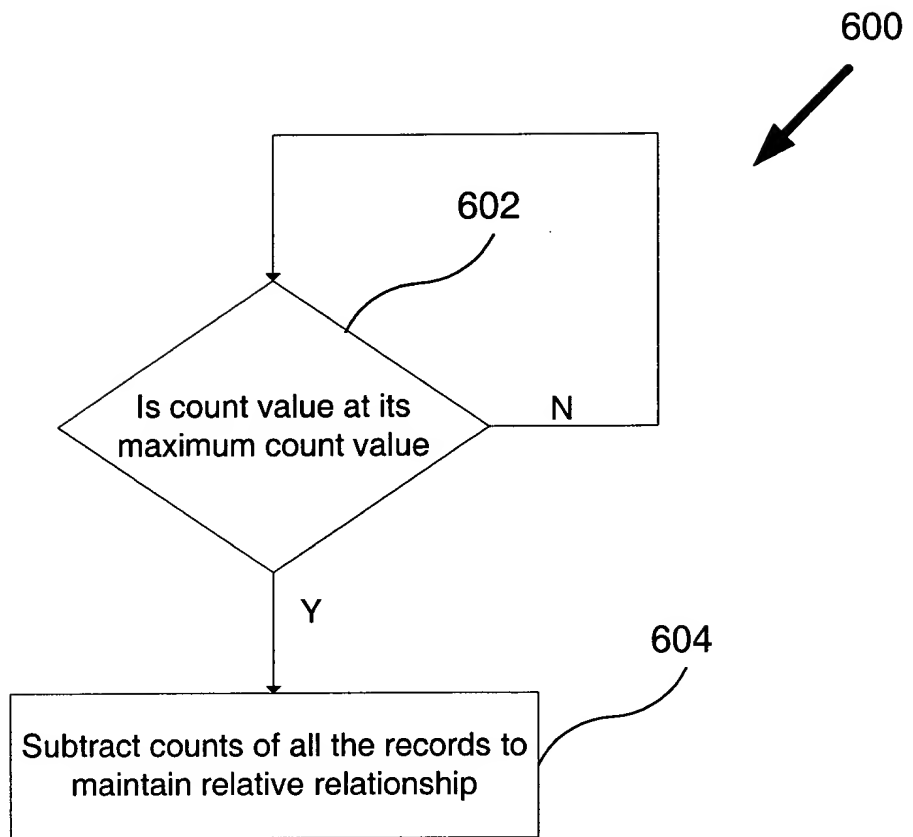 600
602
Is count value at its
maximum count value
N
Y
604
Subtract counts of all the records to
maintain relative relationship